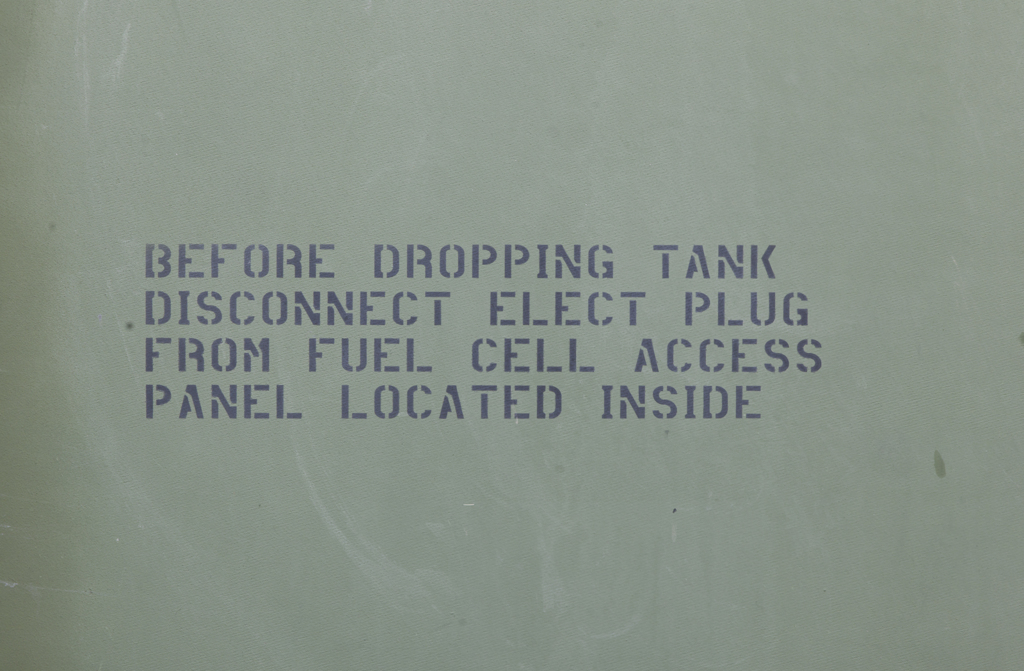 BEFORE DROPPING TANK
DISCONNECT ELECT PLUG
FROM FUEL CELL ACCESS
PANEL LOCATED INSIDE